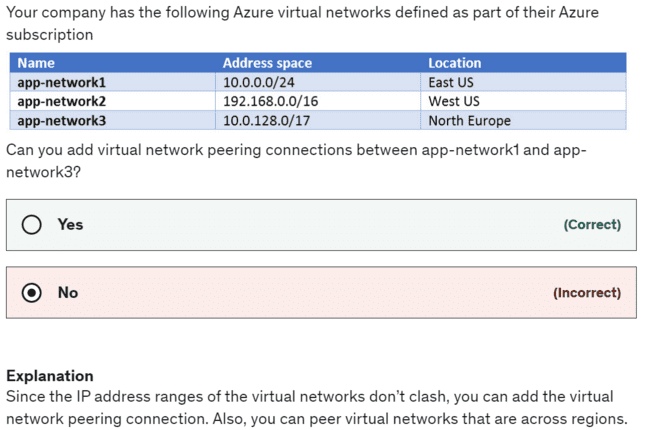 Your company has the following Azure virtual networks defined as part of their Azure
subscription
Name Address space Location
app-network1 10.0.0.0/24 East US
app-network2 192.168.0.0/16 West US
app-network3 10.0.128.0/17 North Europe
Can you add virtual network peering connections between app-network1 and app-
network3?
Yes (Correct)
No (Incorrect)
Explanation
Since the IP address ranges of the virtual networks don’t clash, you can add the virtual
network peering connection. Also, you can peer virtual networks that are across regions.